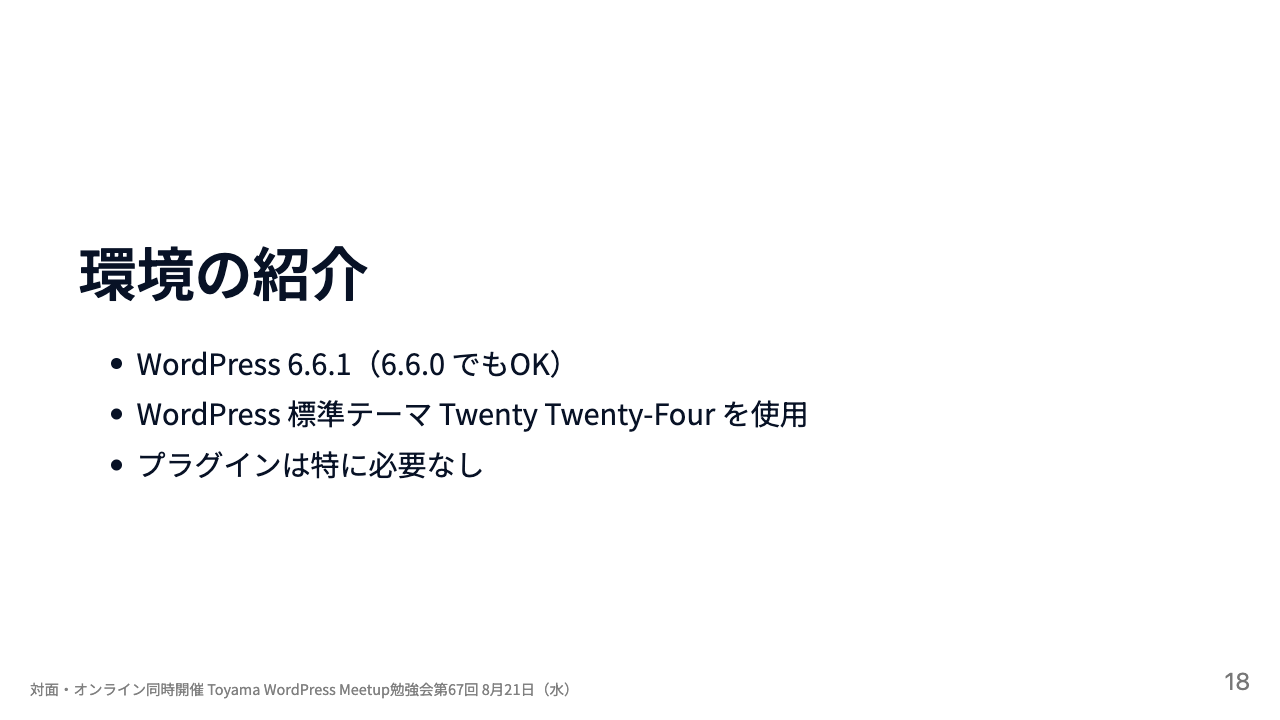 環境の紹介
WordPress 6.6.1（6.6.0 でもOK）
WordPress 標準テーマ Twenty Twenty-Four を使用
プラグインは特に必要なし
対面・オンライン同時開催 Toyama WordPress Meetup勉強会第67回 8月21日（水）
18